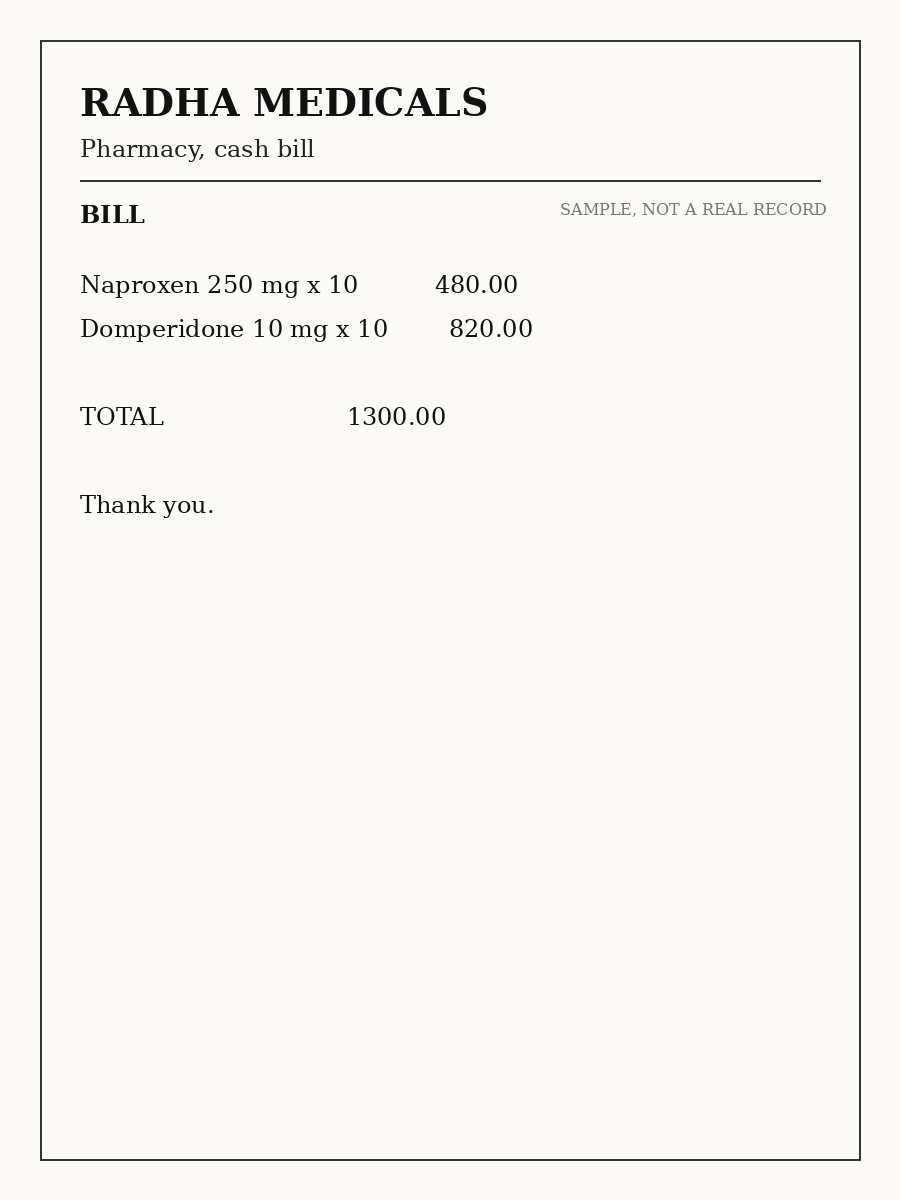 RADHA MEDICALS
Pharmacy, cash bill
BILL
SAMPLE, NOT A REAL RECORD
Naproxen 250 mg x 10 480.00
Domperidone 10 mg x 10 820.00
TOTAL 1300.00
Thank you.